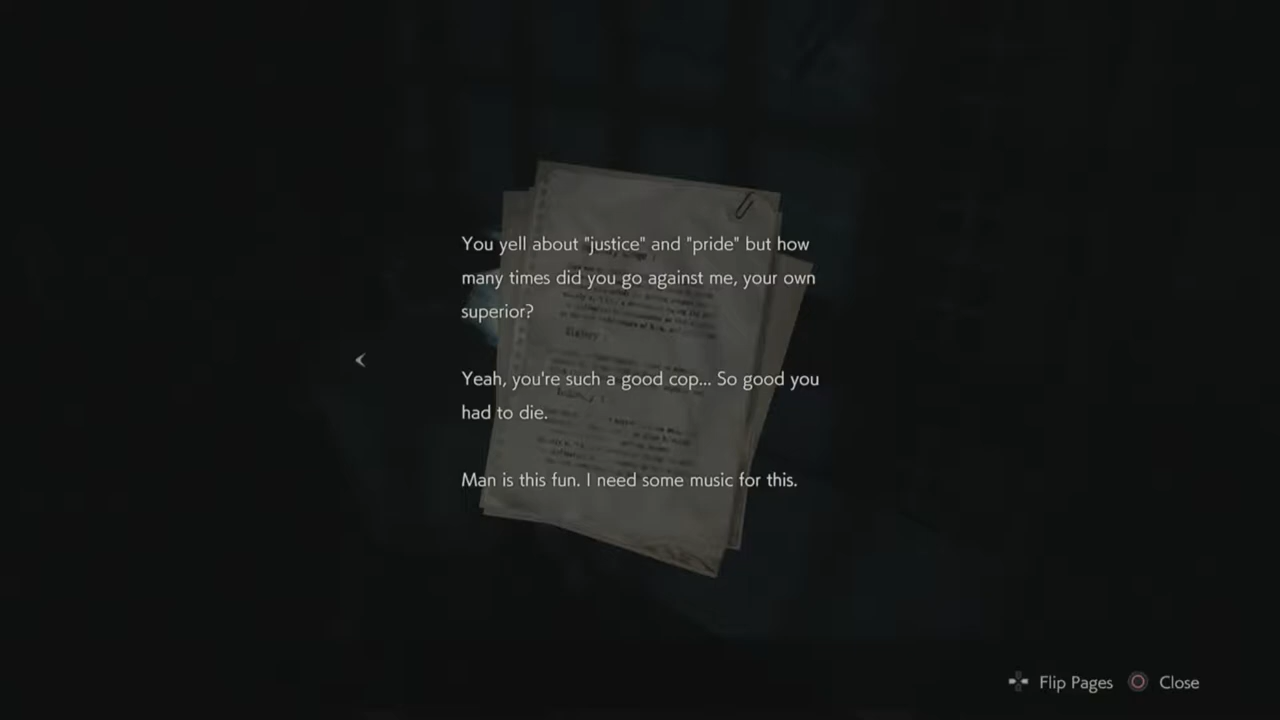 You yell about "justice" and "pride" but how
many times did you go against me, your own
superior?
Yeah, you're such a good cop... So good you
had to die.
Man is this fun. I need some music for this.
Flip Pages
Close